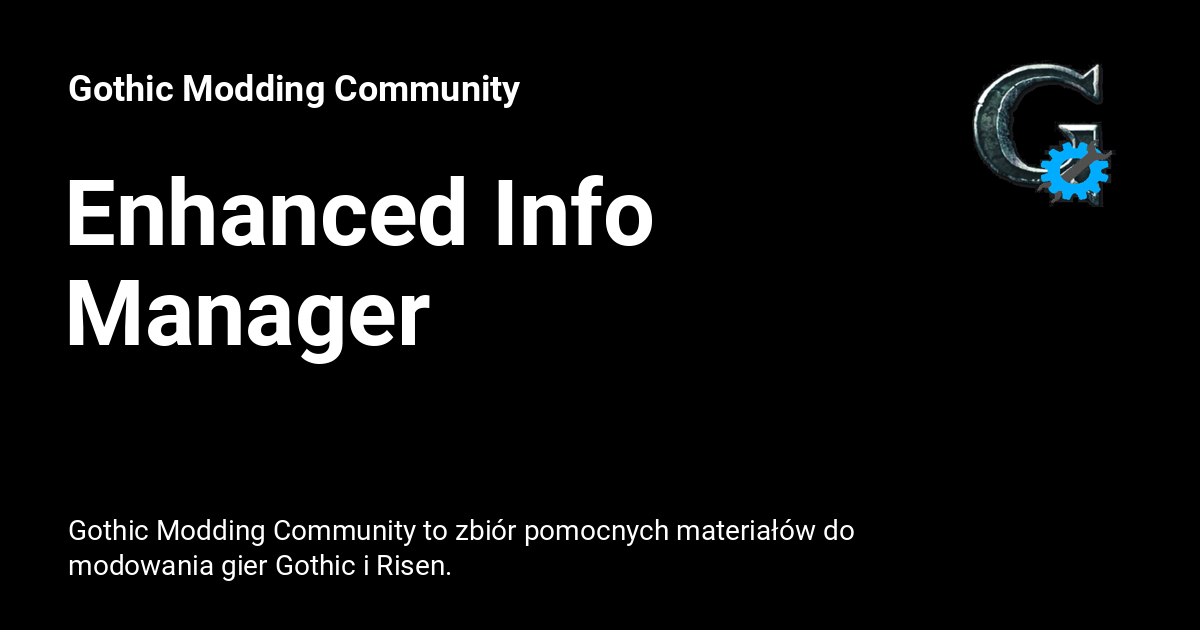 Gothic Modding Community
Enhanced Info
Manager
Gothic Modding Community to zbiór pomocnych materiałów do
modowania gier Gothic i Risen.